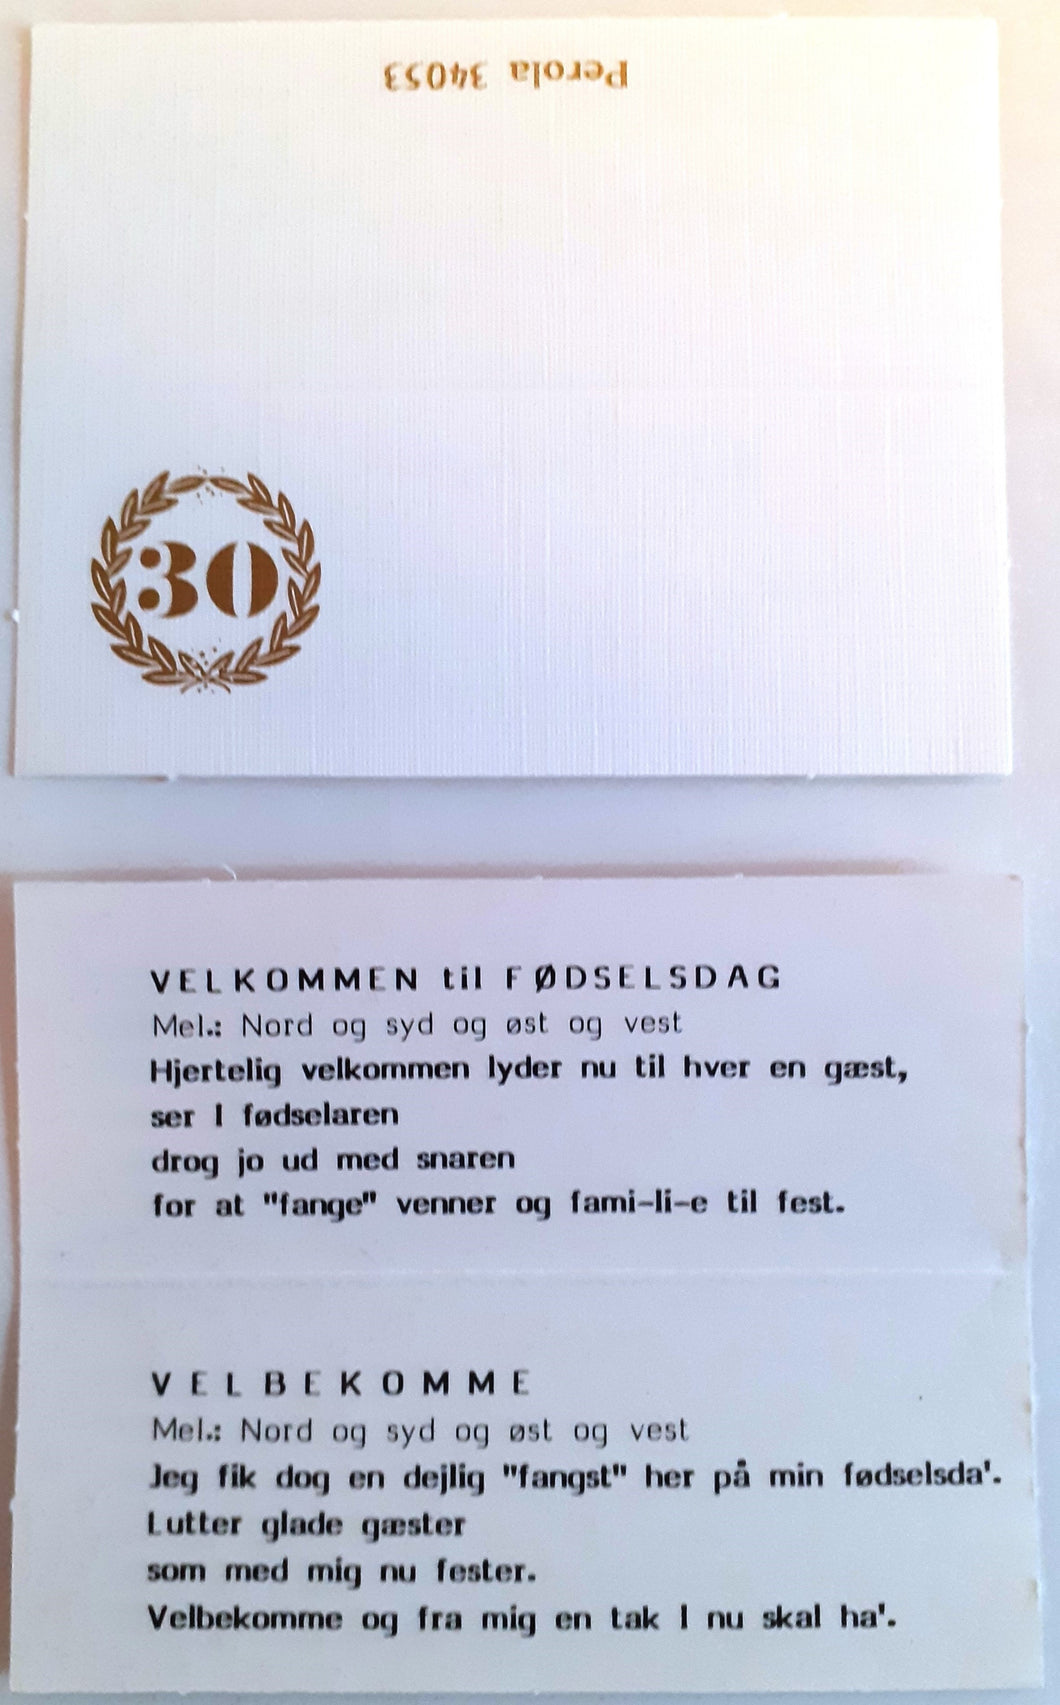 Perola 34053
30
VELKOMMEN til FØDSELSDAG
Mel.: Nord og syd og øst og vest
Hjertelig velkommen lyder nu til hver en gæst,
ser I fødselaren
drog jo ud med snaren
for at "fange" venner og fami-li-e til fest.
VELBEKOMME
Mel.: Nord og syd og øst og vest
Jeg fik dog en dejlig "fangst" her på min fødselsda'.
Lutter glade gæster
som med mig nu fester.
Velbekomme og fra mig en tak I nu skal ha'.